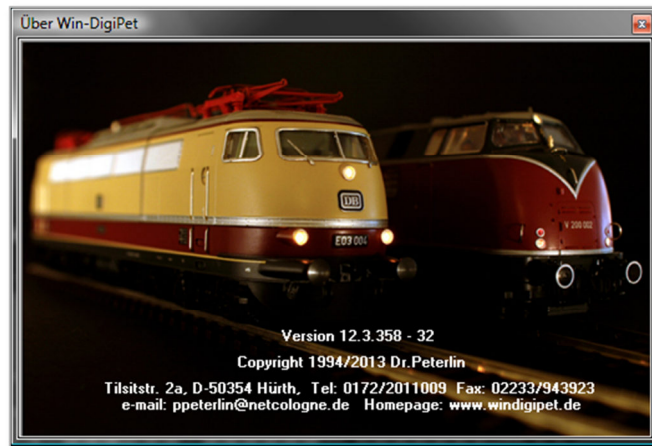 Über Win-DigiPet
DB
E03 004
V 200 002
Version 12.3.358 - 32
Copyright 1994/2013 Dr.Peterlin
Tilsitstr. 2a, D-50354 Hürth, Tel: 0172/2011009 Fax: 02233/943923
e-mail: ppeterlin@netcologne.de Homepage: www.windigipet.de